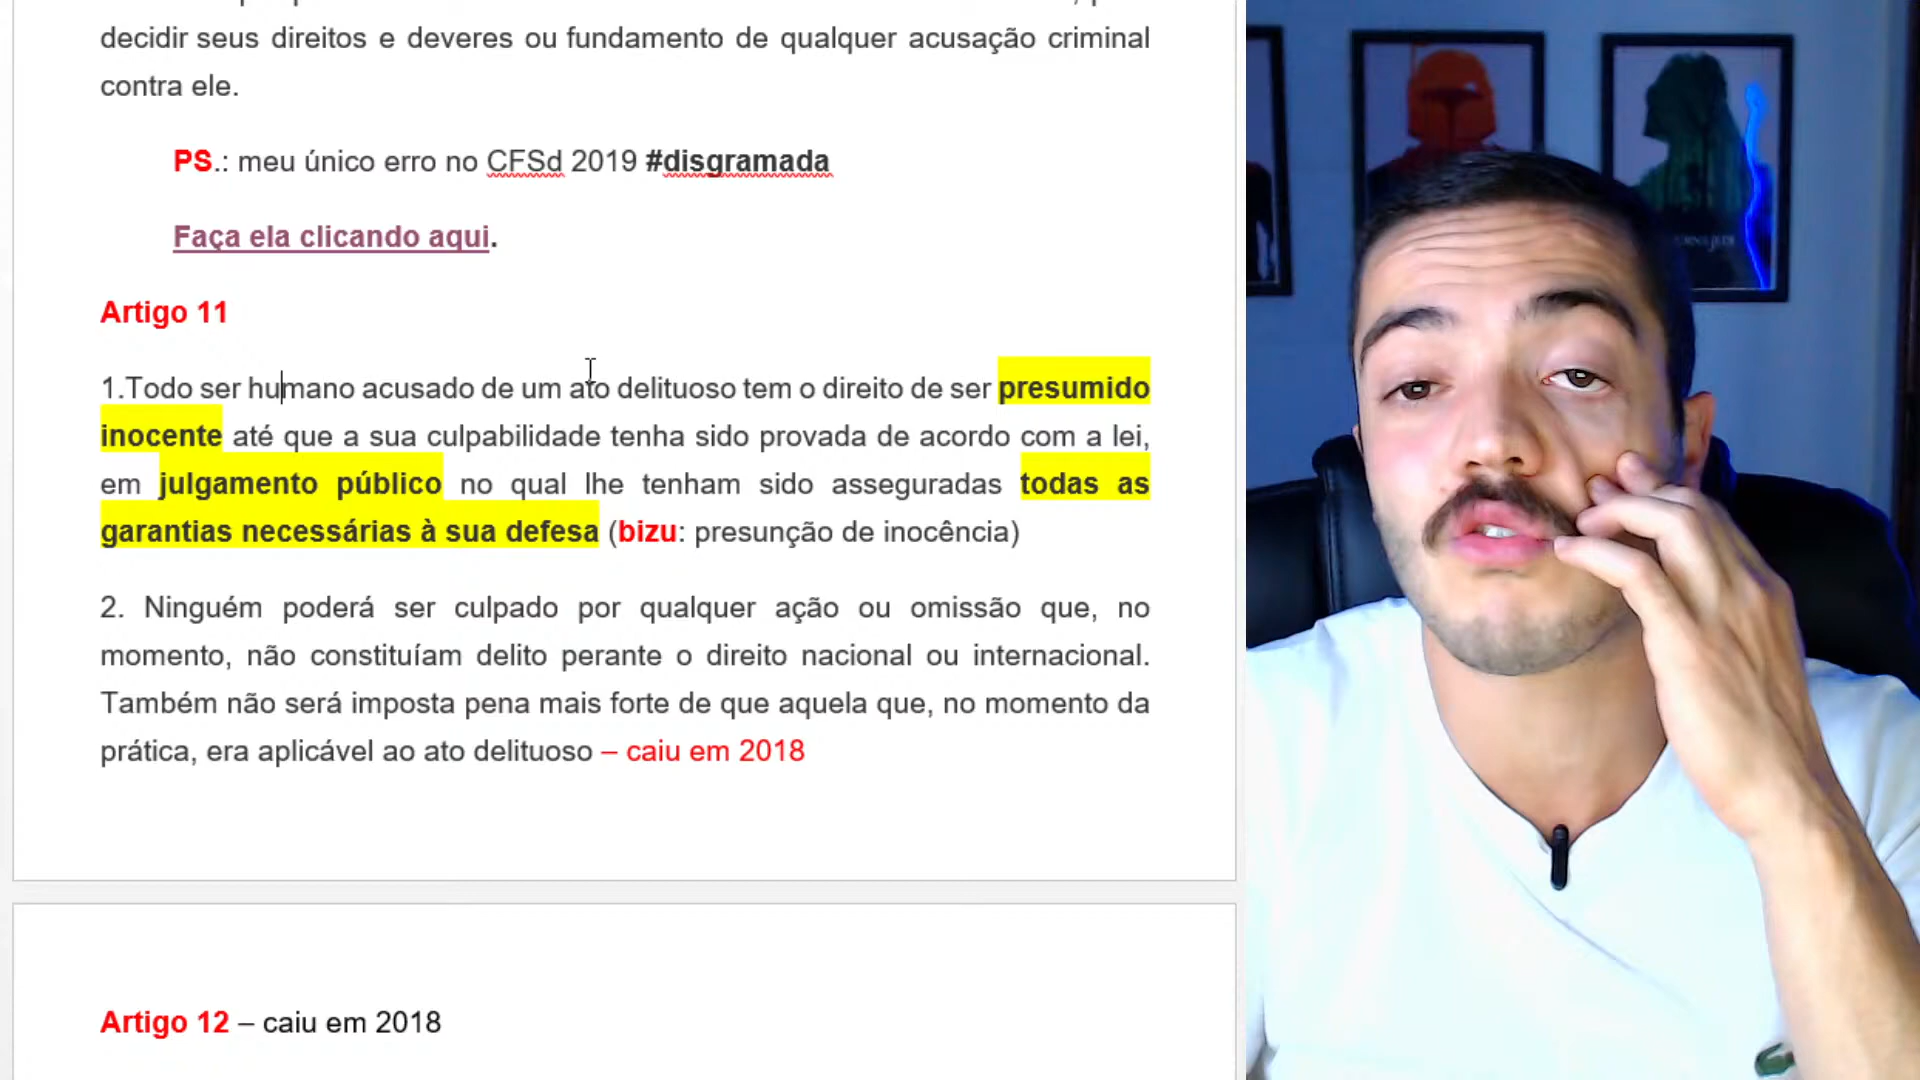 decidir seus direitos e deveres ou fundamento de qualquer acusação criminal
contra ele.
PS.: meu único erro no CFSd 2019 #disgramada
Faça ela clicando aqui.
Artigo 11
1.Todo ser humano acusado de um ato delituoso tem o direito de ser presumido
inocente até que a sua culpabilidade tenha sido provada de acordo com a lei,
em julgamento público no qual lhe tenham sido asseguradas todas as
garantias necessárias à sua defesa (bizu: presunção de inocência)
2. Ninguém poderá ser culpado por qualquer ação ou omissão que, no
momento, não constituíam delito perante o direito nacional ou internacional.
Também não será imposta pena mais forte de que aquela que, no momento da
prática, era aplicável ao ato delituoso – caiu em 2018
Artigo 12 – caiu em 2018